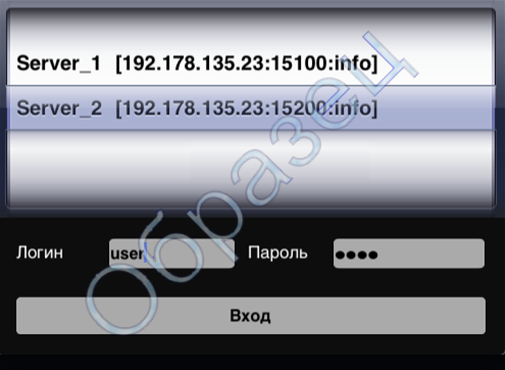 Server_1 [192.178.135.23:15100:info]
Server_2 [192.178.135.23:15200:info]
Логин user Пароль ●●●●
Вход
Образец